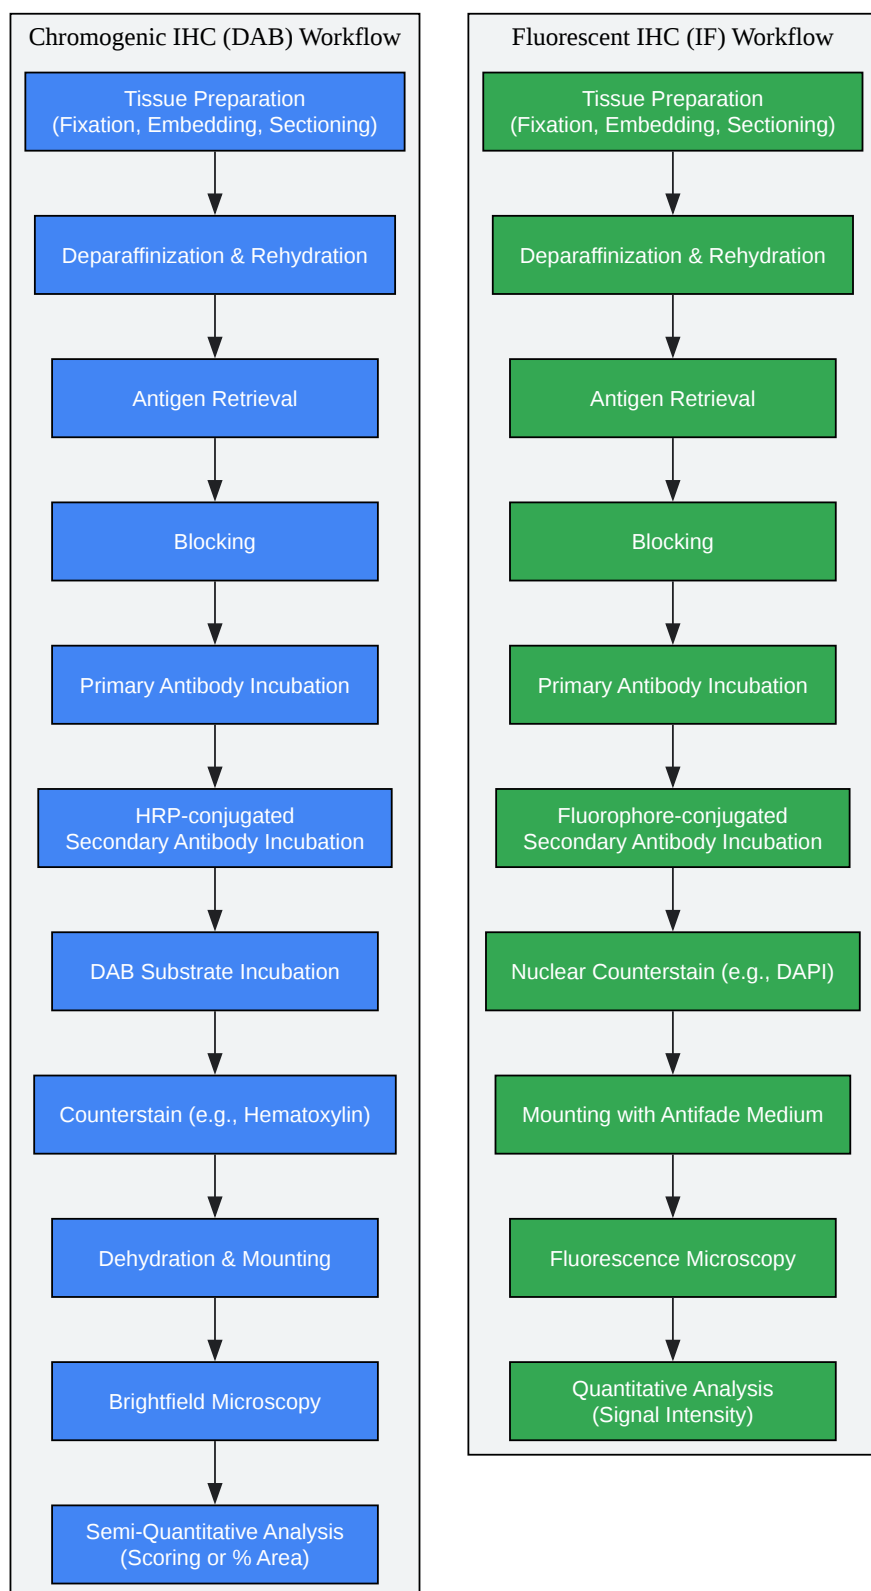 Chromogenic IHC (DAB) Workflow
Tissue Preparation
(Fixation, Embedding, Sectioning)
Deparaffinization & Rehydration
Antigen Retrieval
Blocking
Primary Antibody Incubation
HRP-conjugated
Secondary Antibody Incubation
DAB Substrate Incubation
Counterstain (e.g., Hematoxylin)
Dehydration & Mounting
Brightfield Microscopy
Semi-Quantitative Analysis
(Scoring or % Area)
Fluorescent IHC (IF) Workflow
Tissue Preparation
(Fixation, Embedding, Sectioning)
Deparaffinization & Rehydration
Antigen Retrieval
Blocking
Primary Antibody Incubation
Fluorophore-conjugated
Secondary Antibody Incubation
Nuclear Counterstain (e.g., DAPI)
Mounting with Antifade Medium
Fluorescence Microscopy
Quantitative Analysis
(Signal Intensity)